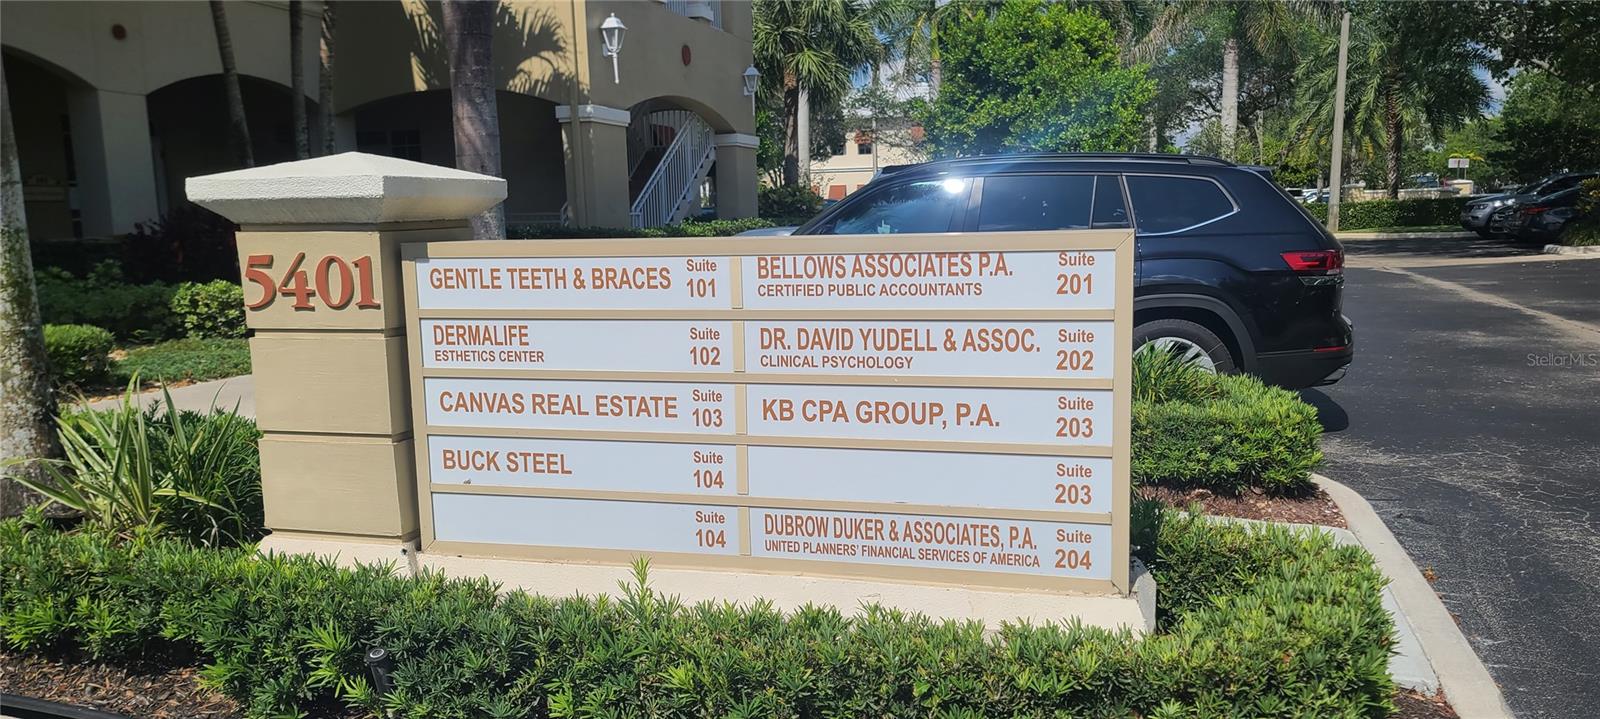 5401
GENTLE TEETH & BRACES Suite 101
DERMALIFE Suite 102
ESTHETICS CENTER
CANVAS REAL ESTATE Suite 103
BUCK STEEL Suite 104
Suite 104
BELLOWS ASSOCIATES P.A. Suite 201
CERTIFIED PUBLIC ACCOUNTANTS
DR. DAVID YUDELL & ASSOC. Suite 202
CLINICAL PSYCHOLOGY
KB CPA GROUP, P.A. Suite 203
Suite 203
DUBROW DUKER & ASSOCIATES, P.A. Suite 204
UNITED PLANNERS' FINANCIAL SERVICES OF AMERICA
StellarMLS